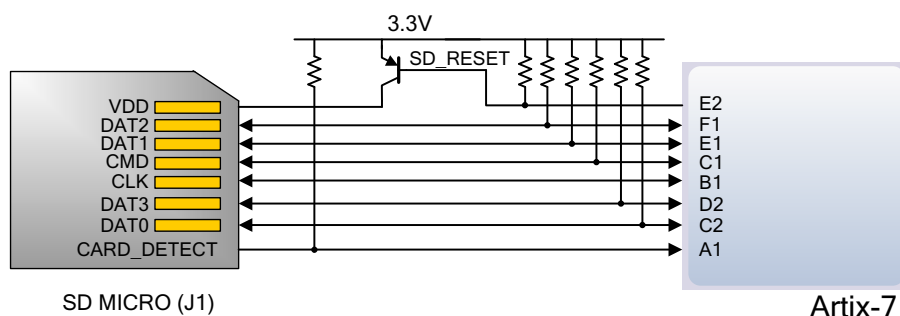 3.3V
SD_RESET
VDD
DAT2
DAT1
CMD
CLK
DAT3
DAT0
CARD_DETECT
E2
F1
E1
C1
B1
D2
C2
A1
SD MICRO (J1)
Artix-7